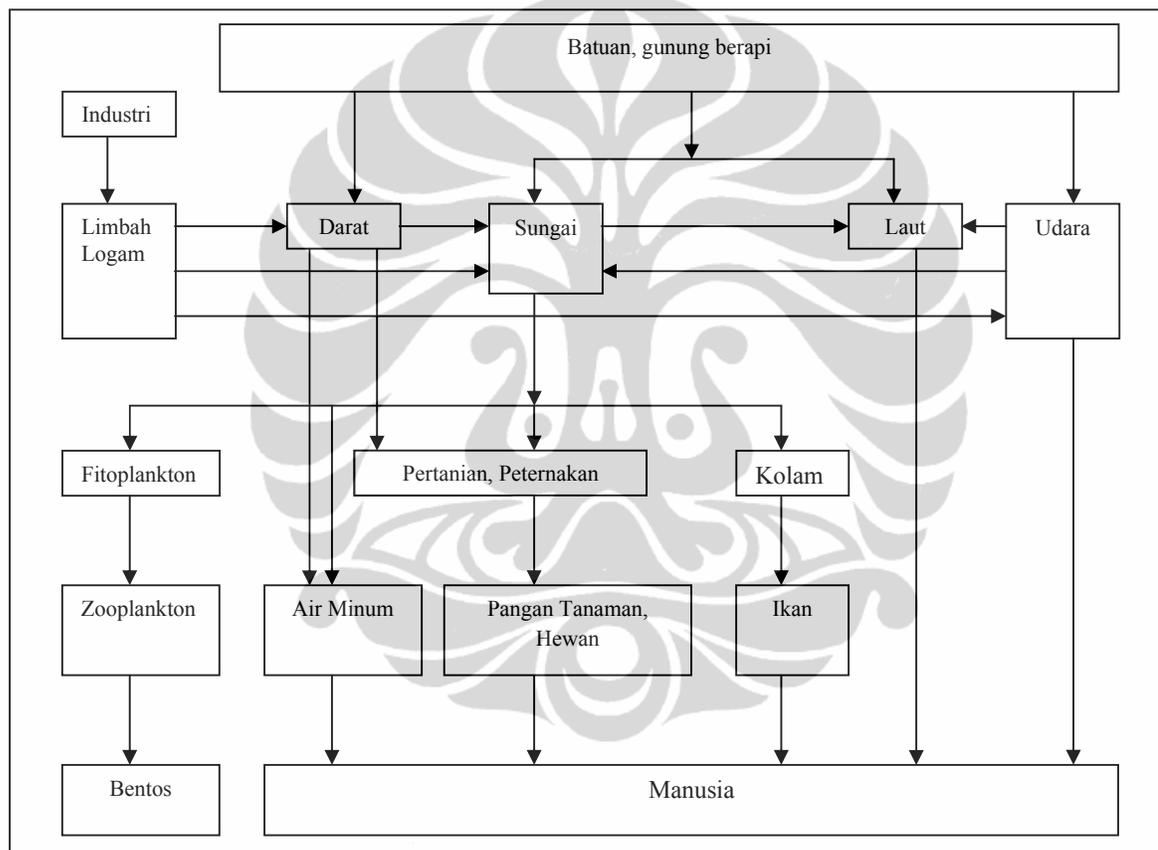 Batuan, gunung berapi
Industri
Limbah
Logam
Darat
Sungai
Laut
Udara
Fitoplankton
Pertanian, Peternakan
Kolam
Zooplankton
Air Minum
Pangan Tanaman,
Hewan
Ikan
Bentos
Manusia